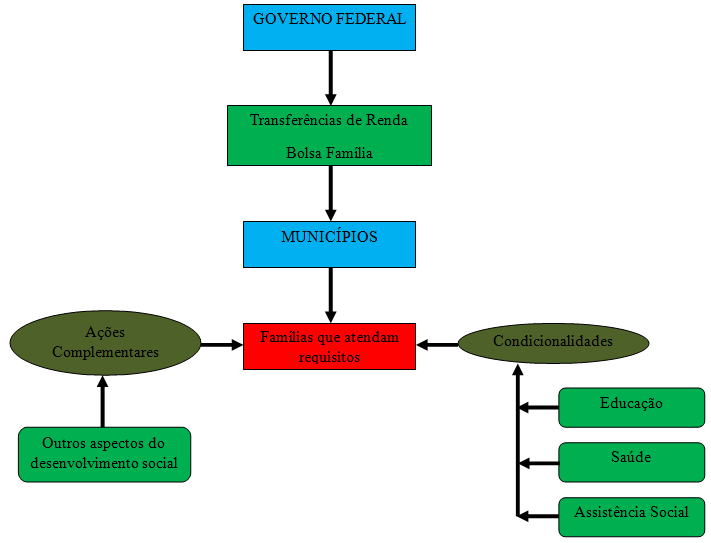 GOVERNO FEDERAL
Transferências de Renda
Bolsa Família
MUNICÍPIOS
Ações
Complementares
Famílias que atendam
requisitos
Condicionalidades
Educação
Outros aspectos do
desenvolvimento social
Saúde
Assistência Social